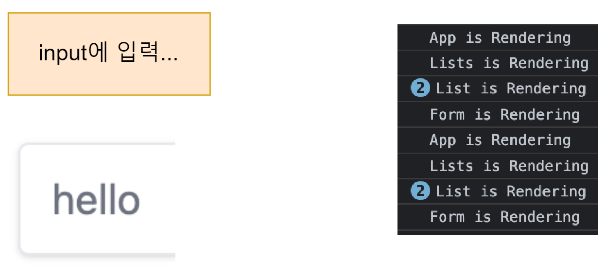 input에 입력...
hello
App is Rendering
Lists is Rendering
2 List is Rendering
Form is Rendering
App is Rendering
Lists is Rendering
2 List is Rendering
Form is Rendering